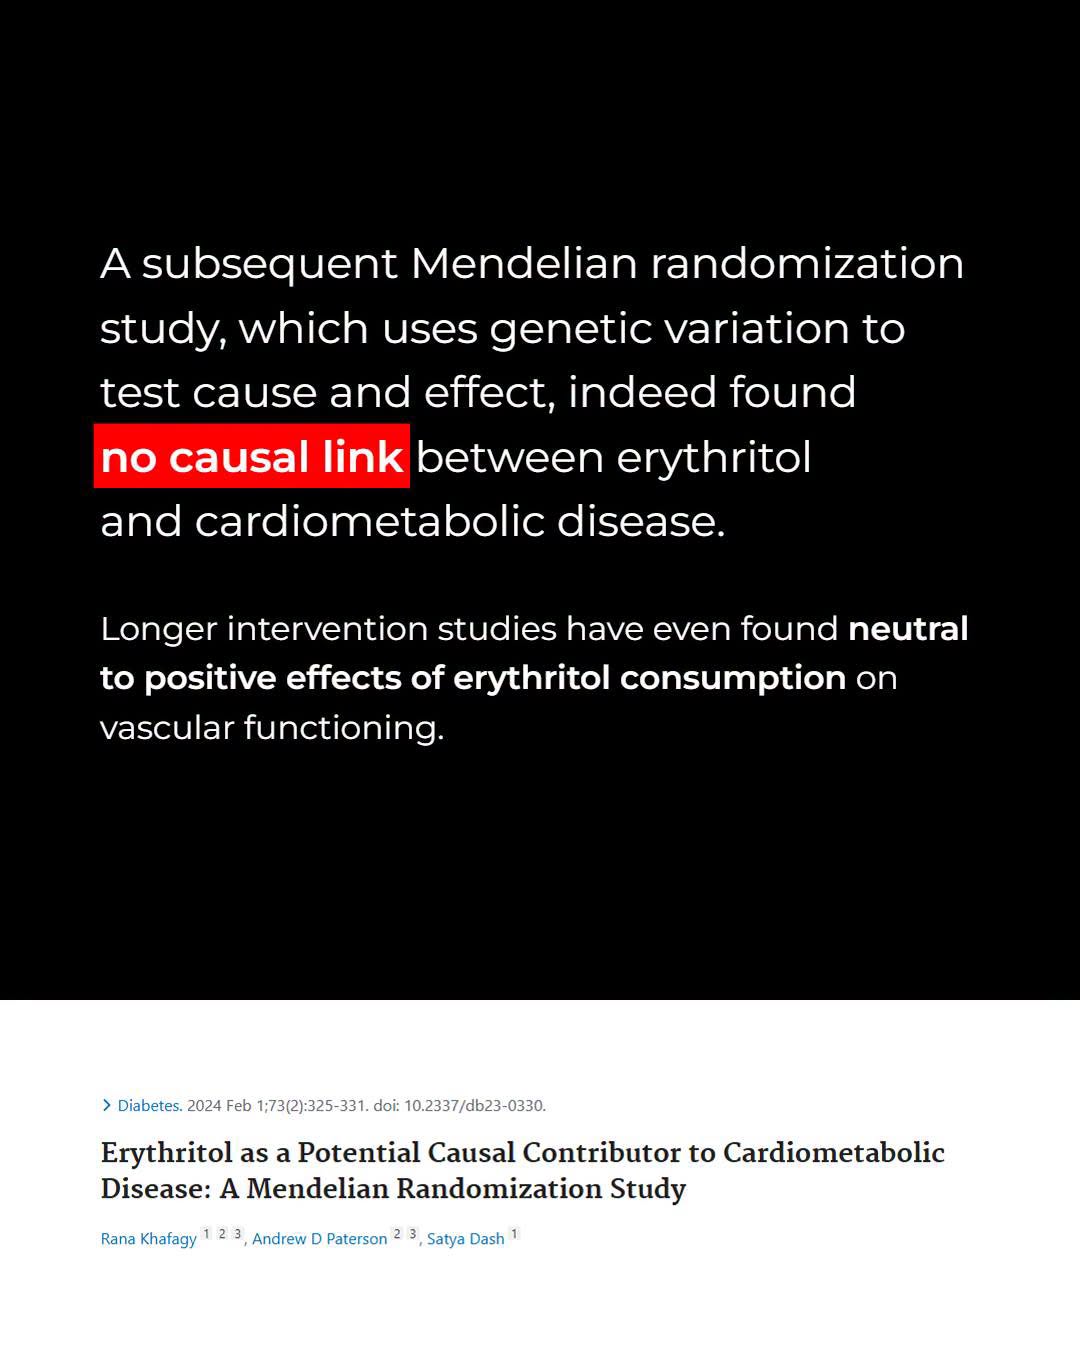 A subsequent Mendelian randomization
study, which uses genetic variation to
test cause and effect, indeed found
no causal link between erythritol
and cardiometabolic disease.
Longer intervention studies have even found neutral
to positive effects of erythritol consumption on
vascular functioning.
> Diabetes. 2024 Feb 1;73(2):325-331. doi: 10.2337/db23-0330.
Erythritol as a Potential Causal Contributor to Cardiometabolic
Disease: A Mendelian Randomization Study
Rana Khafagy 1 2 3, Andrew D Paterson 2 3, Satya Dash 1